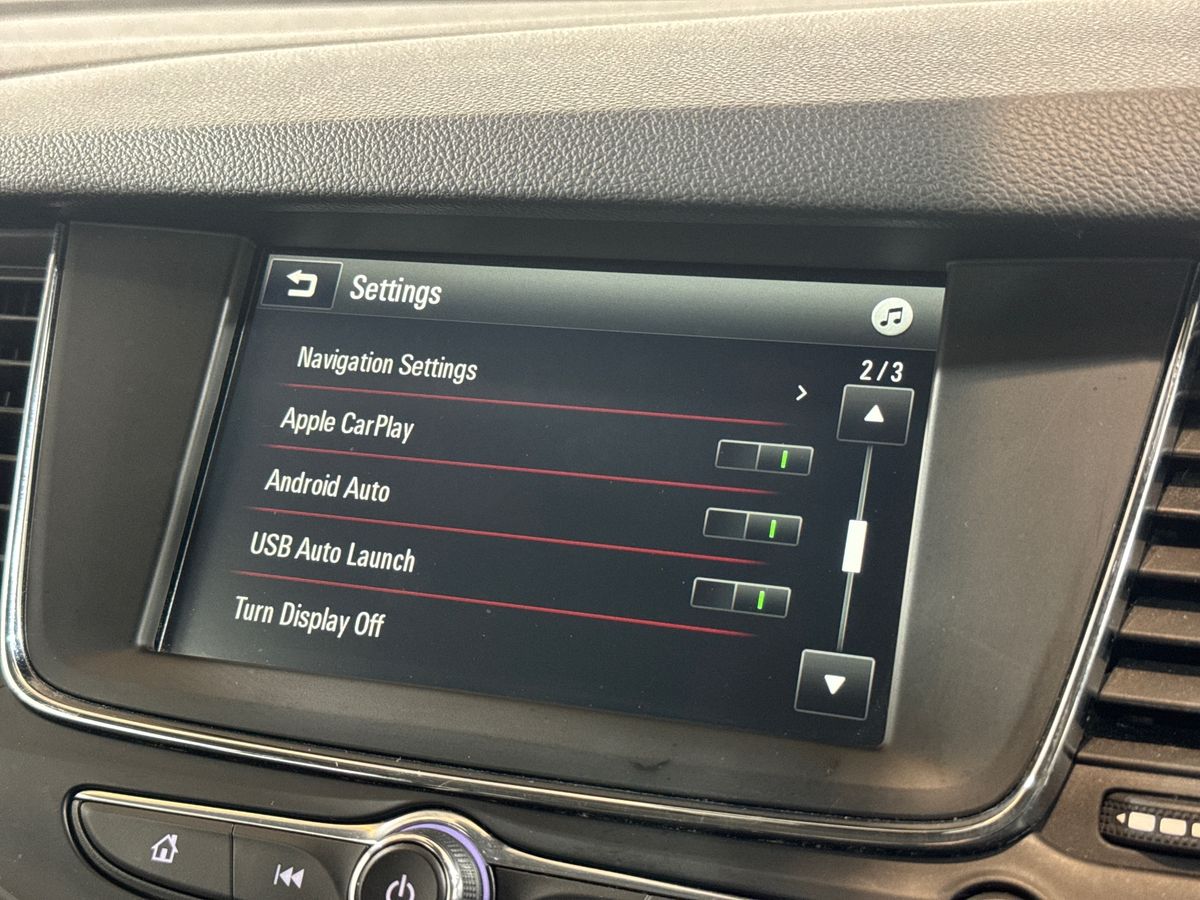 Settings
2/3
Navigation Settings
Apple CarPlay
Android Auto
USB Auto Launch
Turn Display Off